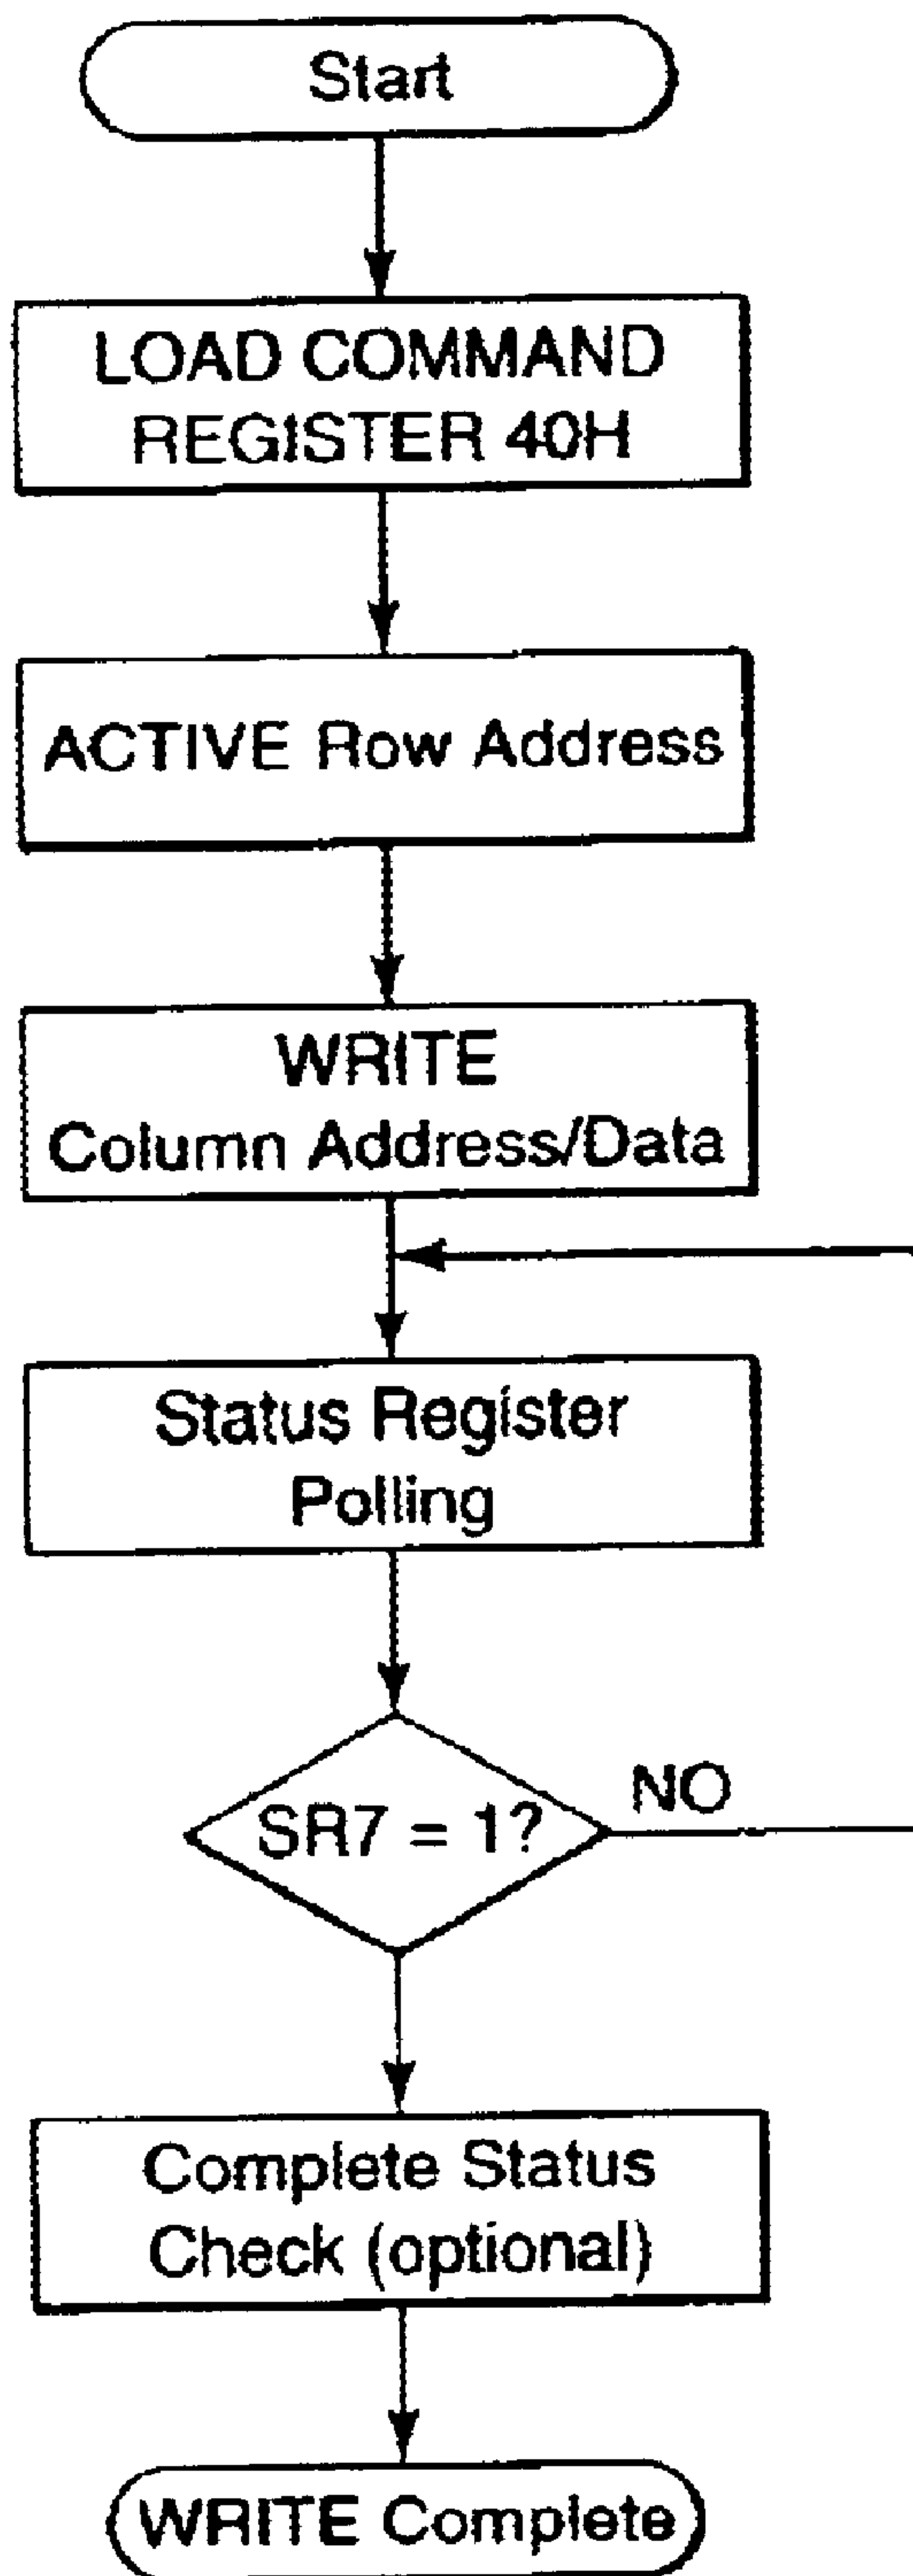 Start
LOAD COMMAND
REGISTER 40H
ACTIVE Row Address
WRITE
Column Address/Data
Status Register
Polling
SR7 = 1?
NO
Complete Status
Check (optional)
WRITE Complete